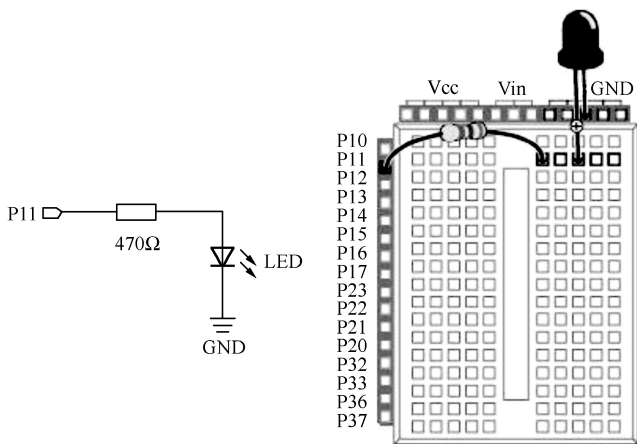 P11
470Ω
LED
GND
Vcc Vin GND
P10
P11
P12
P13
P14
P15
P16
P17
P23
P22
P21
P20
P32
P33
P36
P37